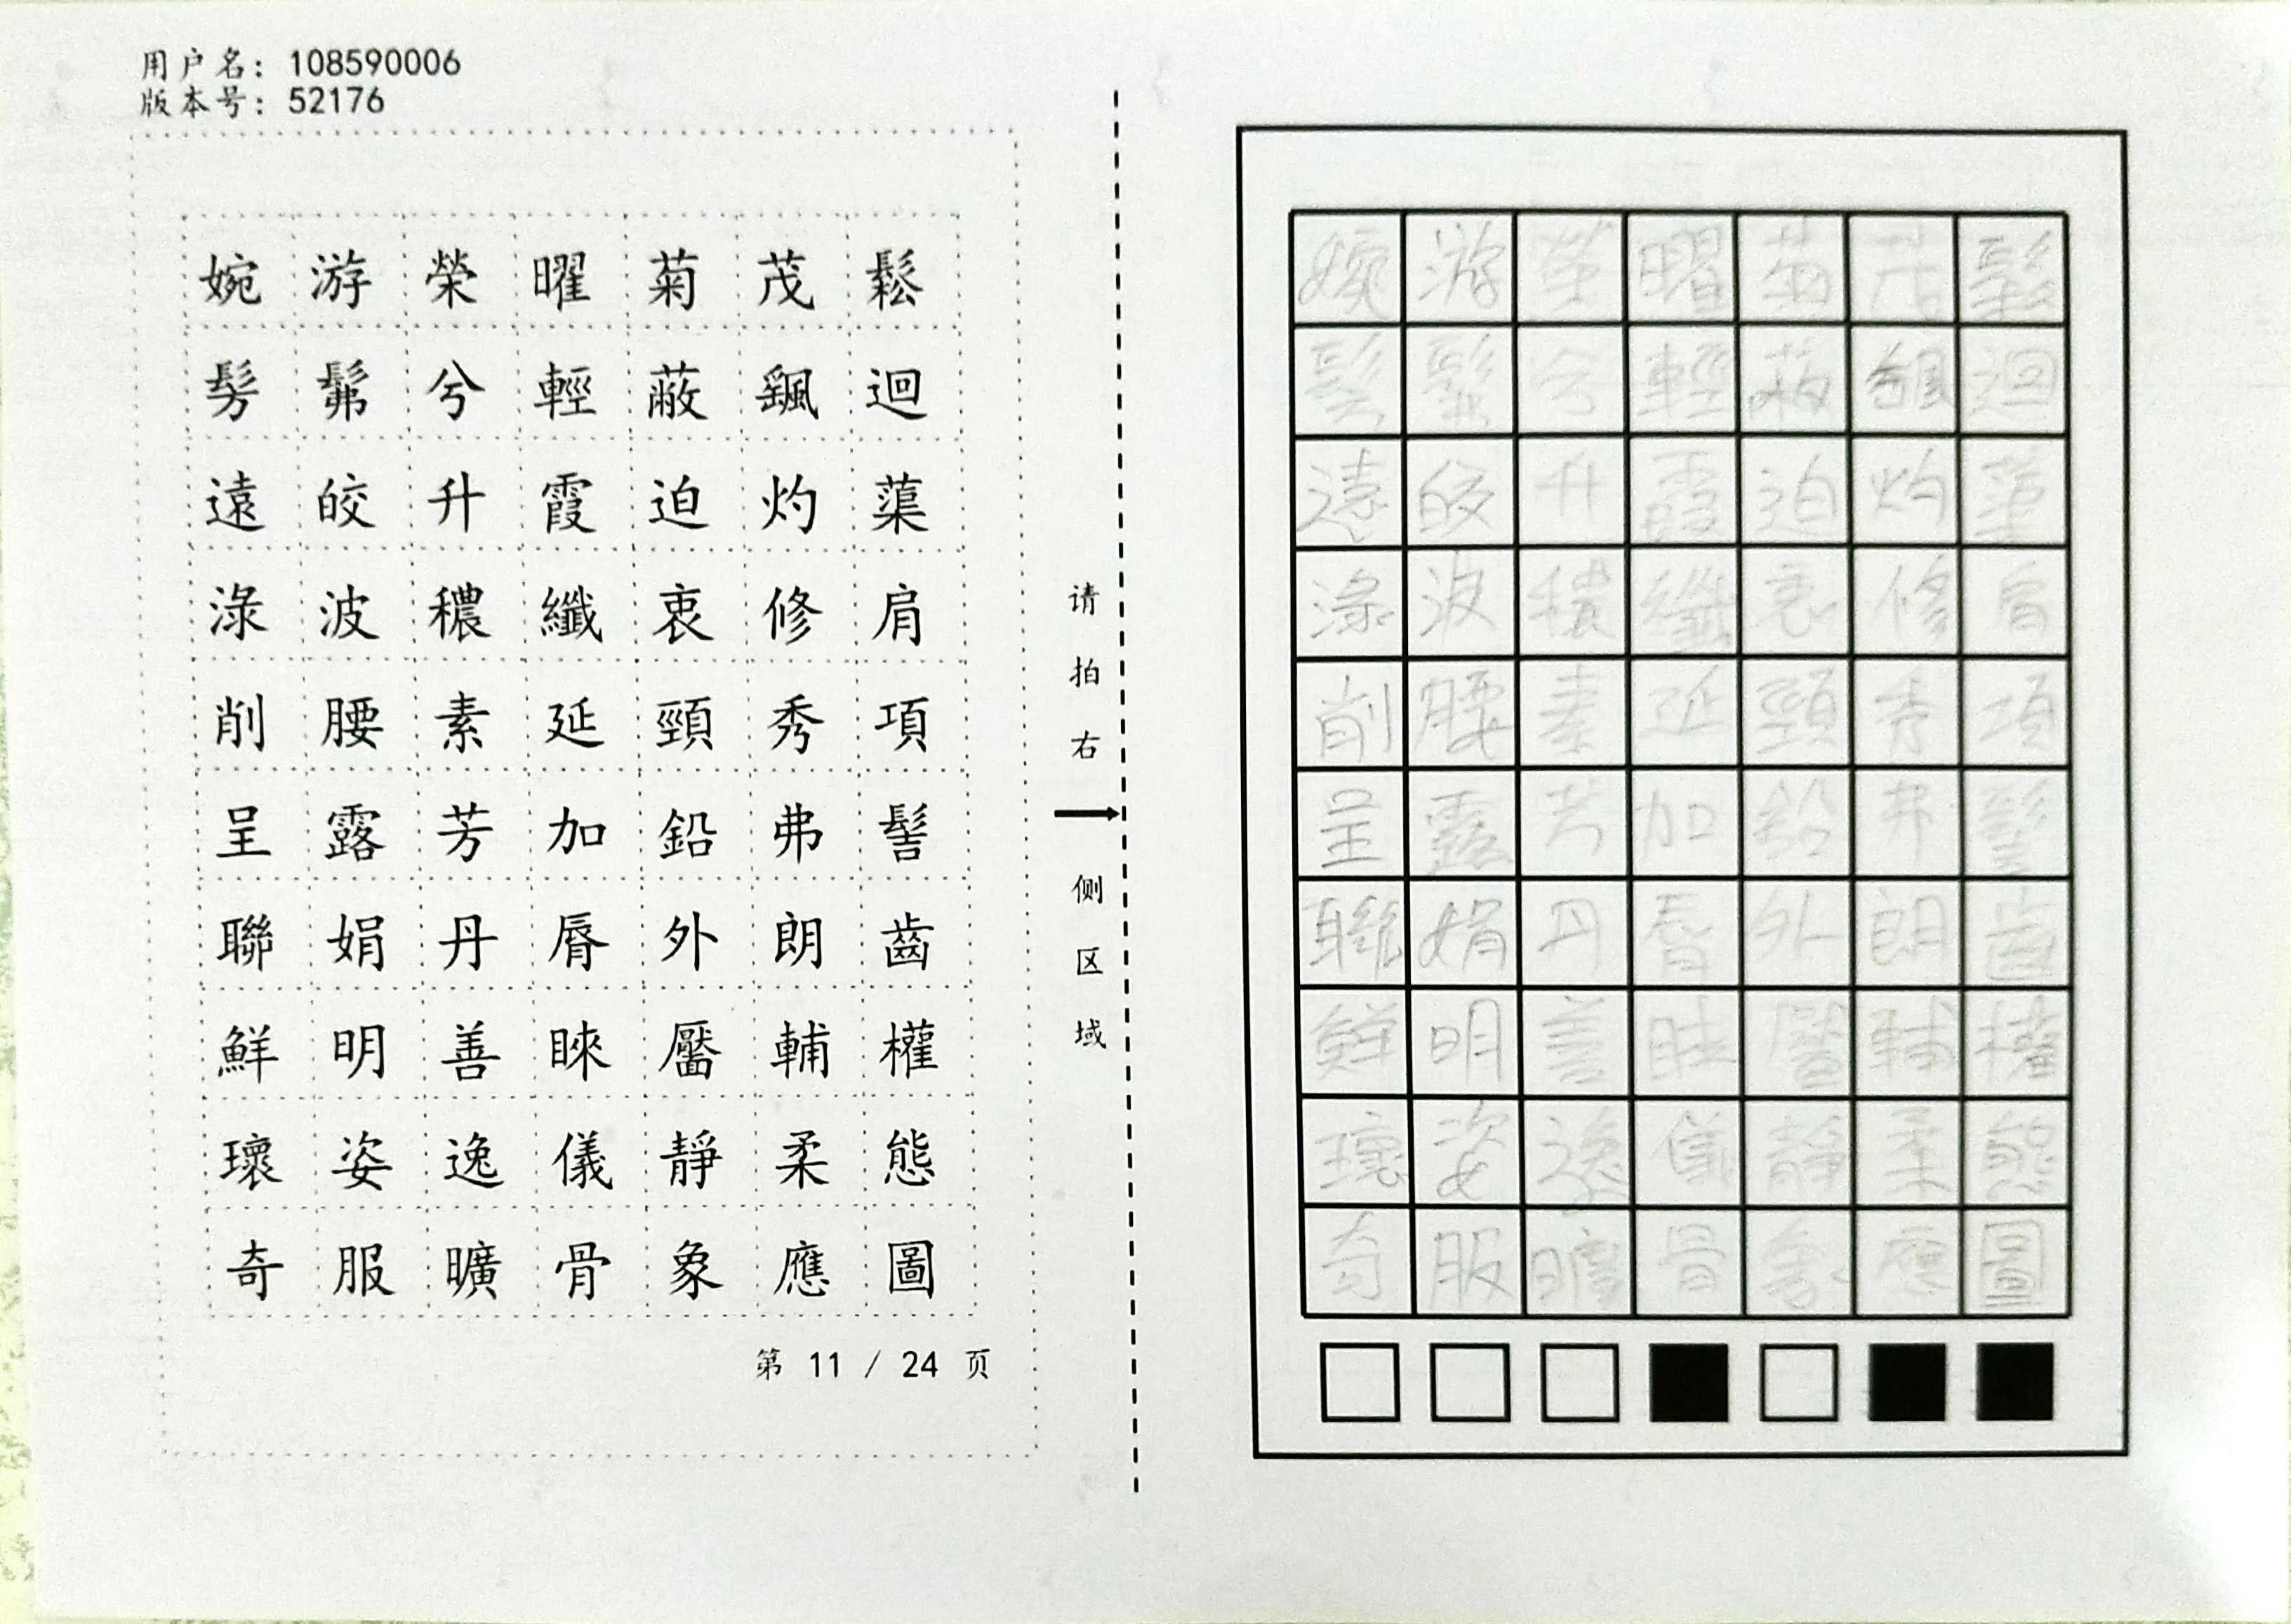 用户名: 108590006
版本号: 52176
婉 游 榮 曜 菊 茂 鬆
髣 髴 兮 輕 蔽 飖 迴
遠 皎 升 霞 迫 灼 蕖
淥 波 穠 纖 衷 修 肩
削 腰 素 延 頸 秀 項
呈 露 芳 加 鉛 弗 髻
聯 娟 丹 脣 外 朗 齒
鮮 明 善 睞 靨 輔 權
瓌 姿 逸 儀 靜 柔 態
奇 服 曠 骨 象 應 圖
第 11 / 24 页
请拍右侧区域
婉 游 榮 曜 菊 茂 鬆
髣 髴 兮 輕 蔽 飖 迴
遠 皎 升 霞 迫 灼 蕖
淥 波 穠 纖 衷 修 肩
削 腰 素 延 頸 秀 項
呈 露 芳 加 鉛 弗 髻
聯 娟 丹 脣 外 朗 齒
鮮 明 善 睞 靨 輔 權
瓌 姿 逸 儀 靜 柔 態
奇 服 曠 骨 象 應 圖